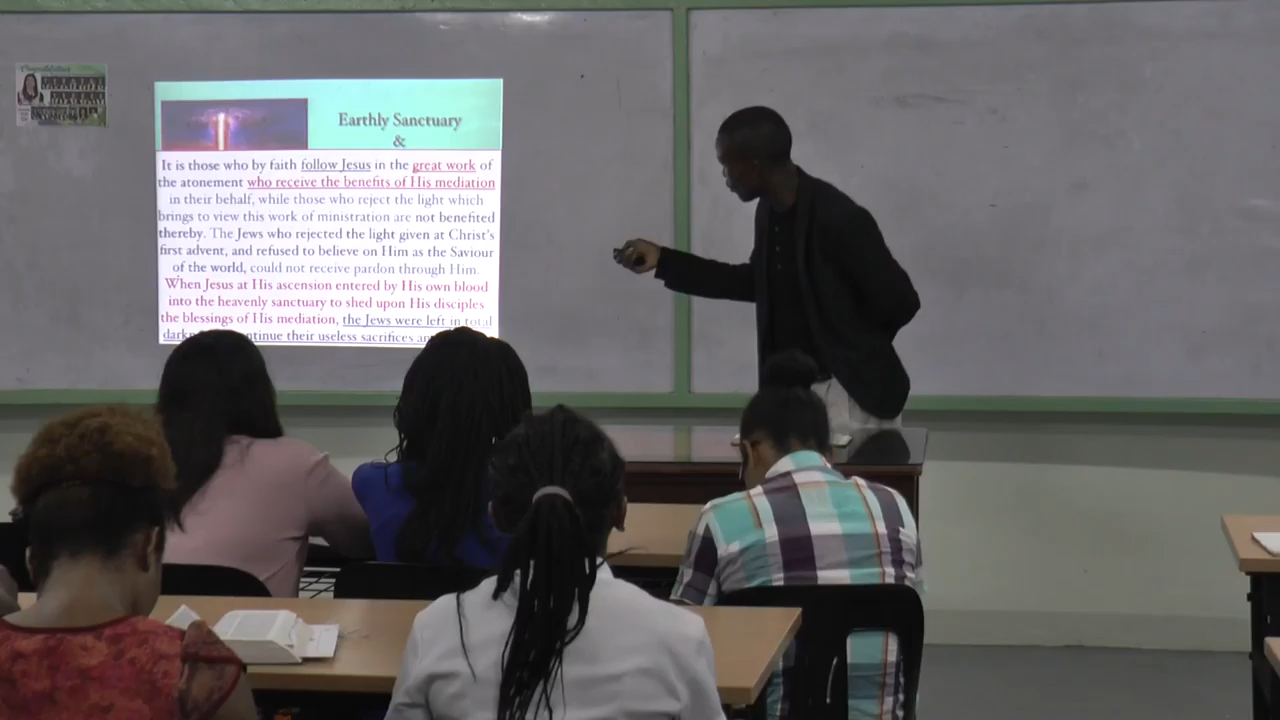 Congratulations
Earthly Sanctuary
&
It is those who by faith follow Jesus in the great work of
the atonement who receive the benefits of His mediation
in their behalf, while those who reject the light which
brings to view this work of ministration are not benefited
thereby. The Jews who rejected the light given at Christ's
first advent, and refused to believe on Him as the Saviour
of the world, could not receive pardon through Him.
When Jesus at His ascension entered by His own blood
into the heavenly sanctuary to shed upon His disciples
the blessings of His mediation, the Jews were left in total
their useless sacrifices